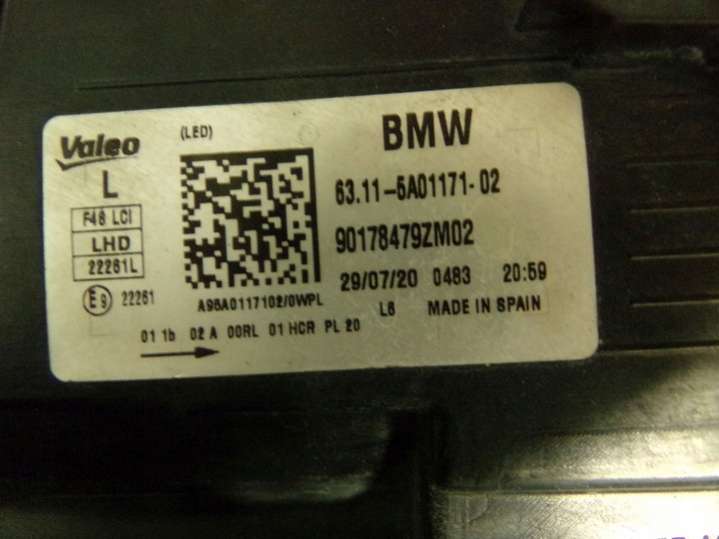 Valeo
(LED)
BMW
L
63.11-5A01171-02
F48 LCI
LHD
90178479ZM02
22261L
29/07/20 0483 20:59
E9 22261
A95A0117102/0WPL
L6 MADE IN SPAIN
01 1b 02 A 00RL 01 HCR PL 20